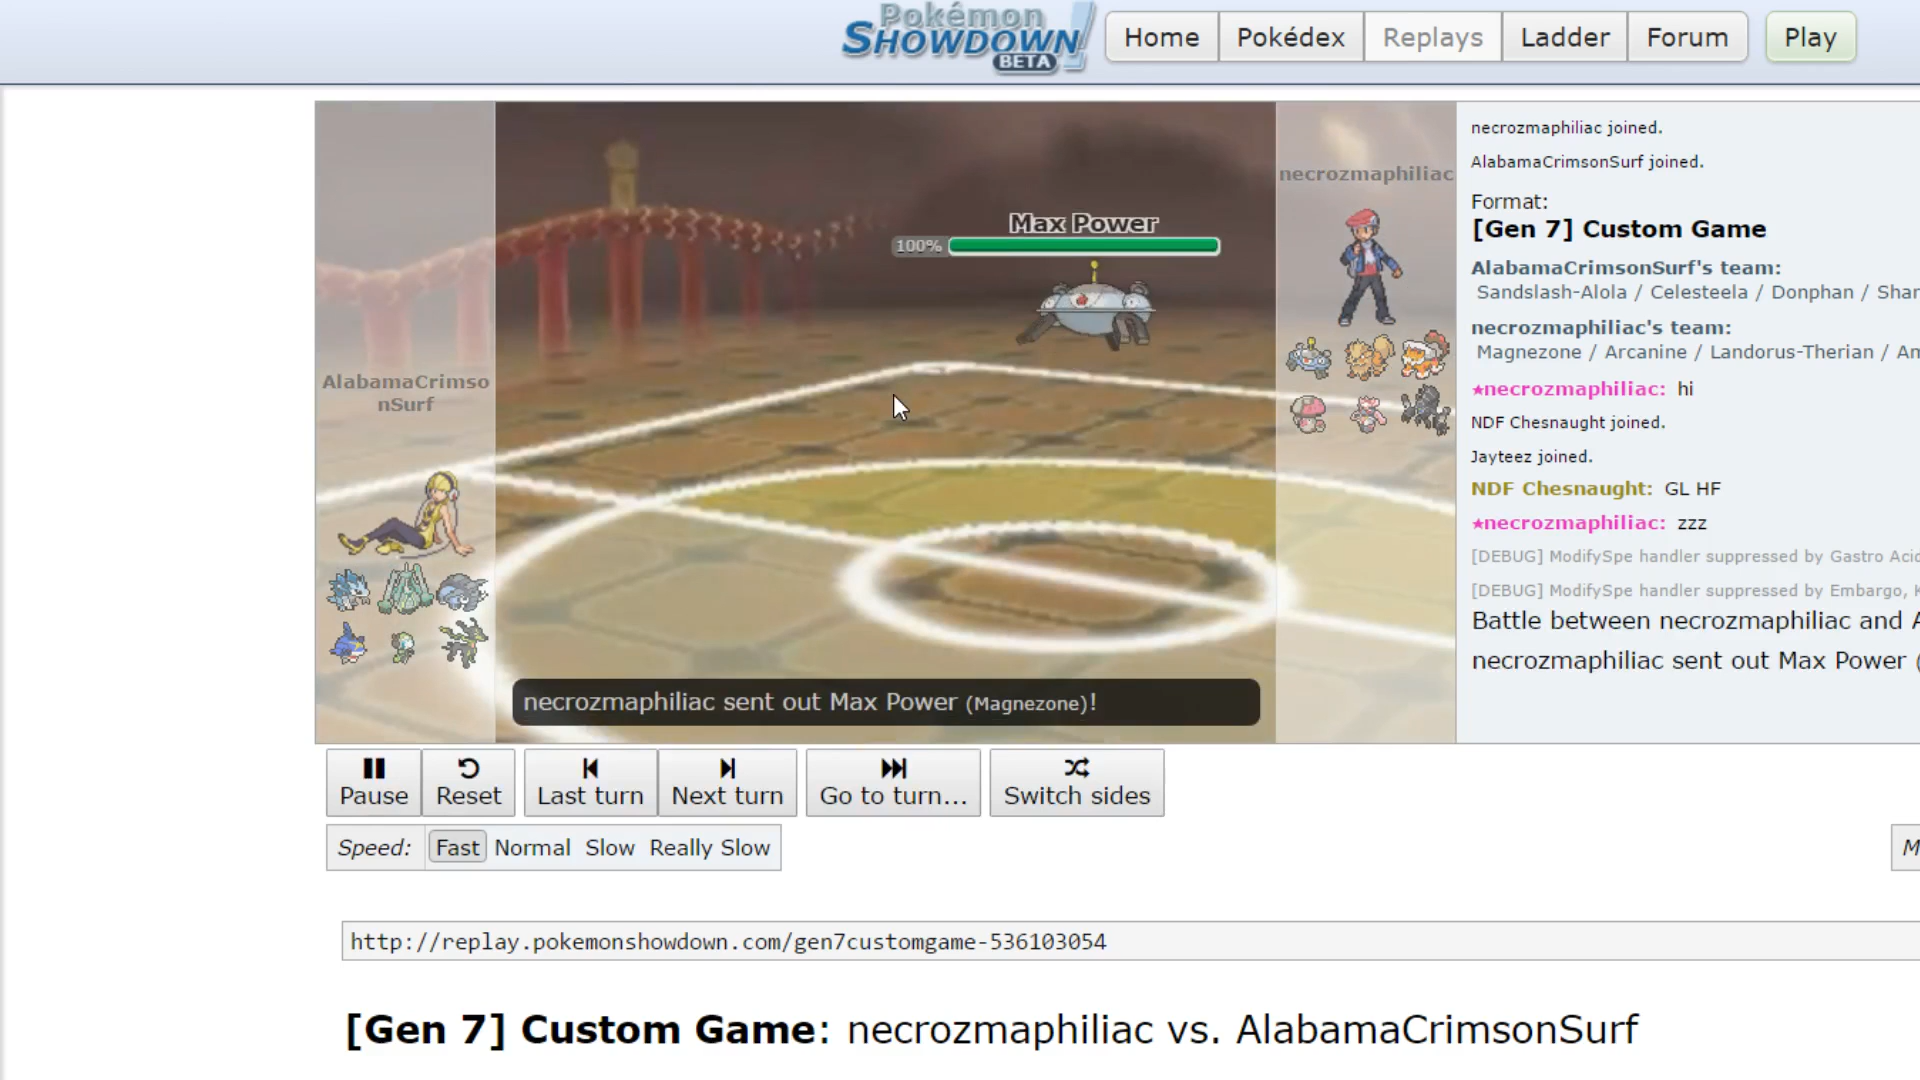 Pokémon
SHOWDOWN!
BETA
Home
Pokédex
Replays
Ladder
Forum
Play
necrozmaphiliac
Max Power
100%
AlabamaCrimso
nSurf
necrozmaphiliac sent out Max Power (Magnezone)!
necrozmaphiliac joined.
AlabamaCrimsonSurf joined.
Format:
[Gen 7] Custom Game
AlabamaCrimsonSurf's team:
Sandslash-Alola / Celesteela / Donphan / Shar
necrozmaphiliac's team:
Magnezone / Arcanine / Landorus-Therian / Am
★necrozmaphiliac: hi
NDF Chesnaught joined.
Jayteez joined.
NDF Chesnaught: GL HF
★necrozmaphiliac: zzz
[DEBUG] ModifySpe handler suppressed by Gastro Acid
[DEBUG] ModifySpe handler suppressed by Embargo, K
Battle between necrozmaphiliac and A
necrozmaphiliac sent out Max Power (
Pause
Reset
Last turn
Next turn
Go to turn...
Switch sides
Speed: Fast Normal Slow Really Slow
M
http://replay.pokemonshowdown.com/gen7customgame-536103054
[Gen 7] Custom Game: necrozmaphiliac vs. AlabamaCrimsonSurf